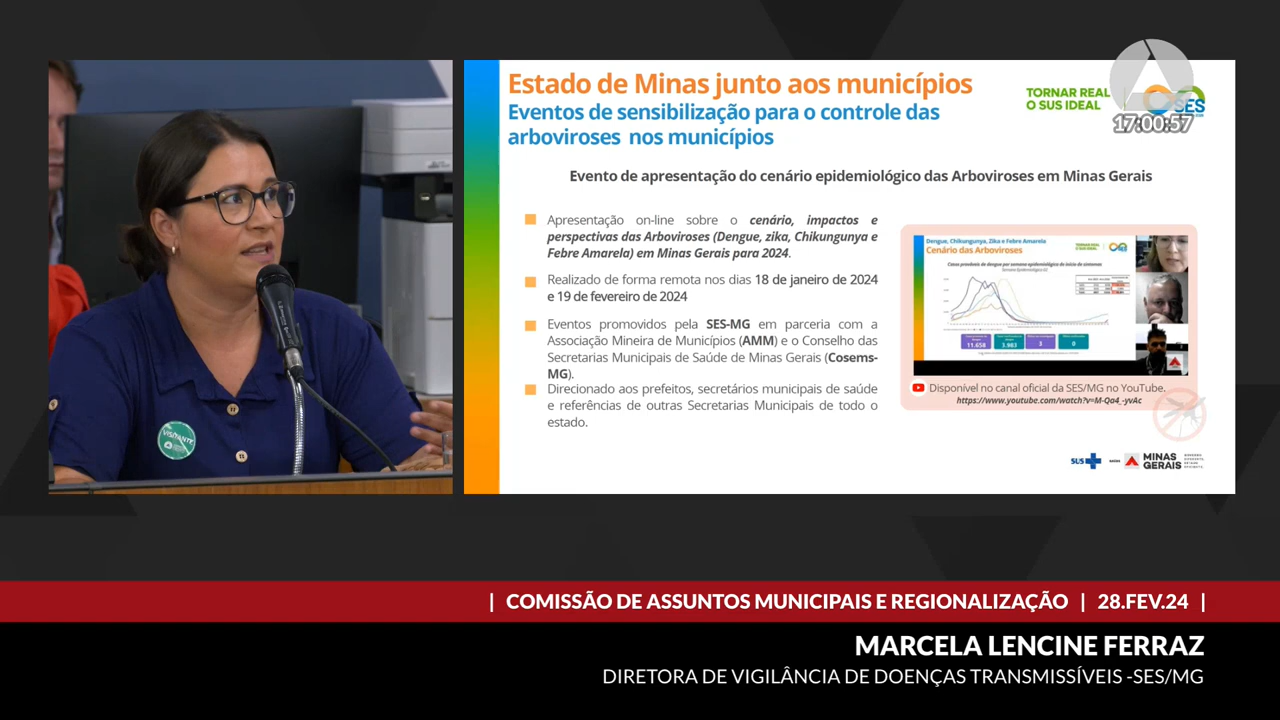 Estado de Minas junto aos municípios
Eventos de sensibilização para o controle das
arboviroses nos municípios
TORNAR REAL
O SUS IDEAL
SES
17:00:57
Evento de apresentação do cenário epidemiológico das Arboviroses em Minas Gerais
Apresentação on-line sobre o cenário, impactos e
perspectivas das Arboviroses (Dengue, zika, Chikungunya e
Febre Amarela) em Minas Gerais para 2024.
Realizado de forma remota nos dias 18 de janeiro de 2024
e 19 de fevereiro de 2024
Eventos promovidos pela SES-MG em parceria com a
Associação Mineira de Municípios (AMM) e o Conselho das
Secretarias Municipais de Saúde de Minas Gerais (Cosems-
MG).
Direcionado aos prefeitos, secretários municipais de saúde
e referências de outras Secretarias Municipais de todo o
estado.
Dengue, Chikungunya, Zika e Febre Amarela
Cenário das Arboviroses
TORNAR REAL
O SUS IDEAL
11.658
3.983
3
0
Disponível no canal oficial da SES/MG no YouTube.
https://www.youtube.com/watch?v=M-Qa4_-yvAc
SUS
SAÚDE
MINAS
GERAIS
VISITANTE
| COMISSÃO DE ASSUNTOS MUNICIPAIS E REGIONALIZAÇÃO | 28.FEV.24 |
MARCELA LENCINE FERRAZ
DIRETORA DE VIGILÂNCIA DE DOENÇAS TRANSMISSÍVEIS -SES/MG